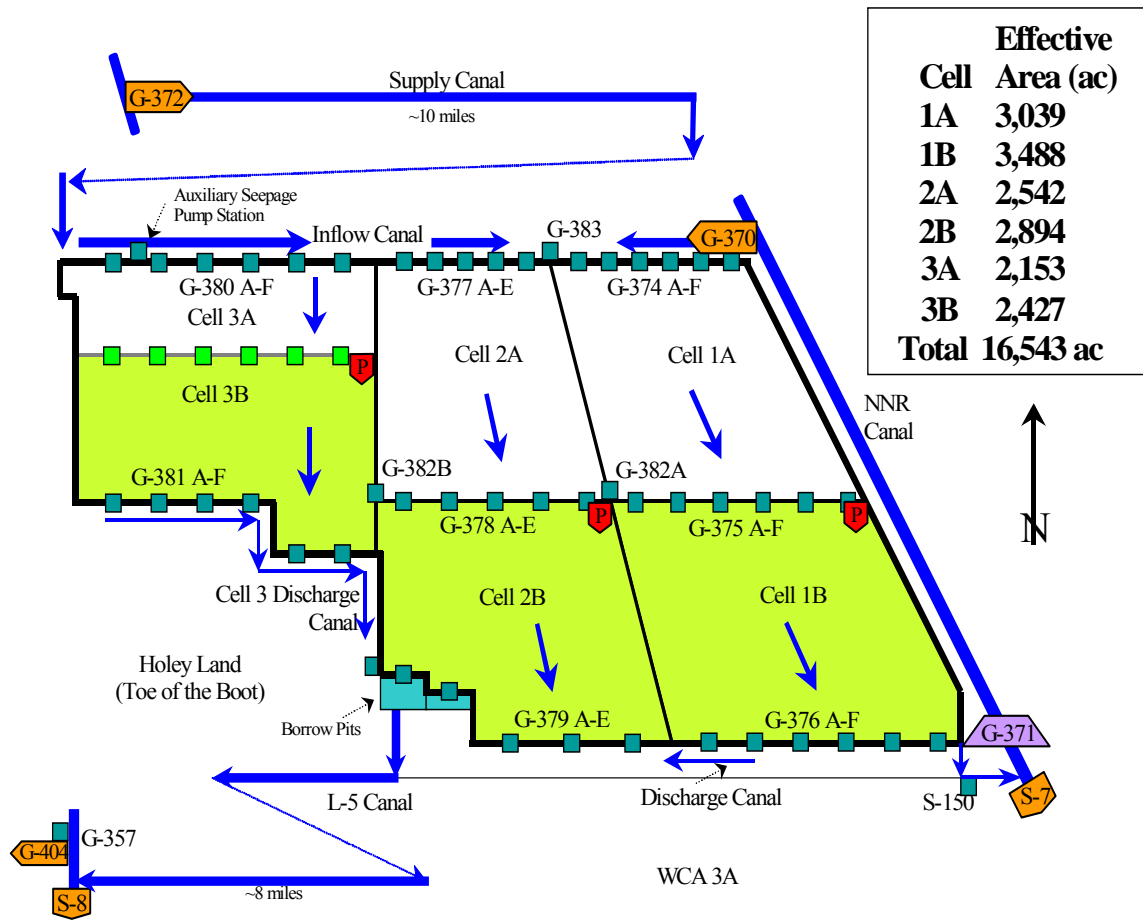 Effective
Cell Area (ac)
1A 3,039
1B 3,488
2A 2,542
2B 2,894
3A 2,153
3B 2,427
Total 16,543 ac
G-372
Supply Canal
~10 miles
Auxiliary Seepage
Pump Station
Inflow Canal
G-383
G-370
G-380 A-F
G-377 A-E
G-374 A-F
Cell 3A
Cell 2A
Cell 1A
P
Cell 3B
NNR
Canal
G-381 A-F
G-382B
G-382A
G-378 A-E
P
G-375 A-F
P
N
Cell 3 Discharge
Canal
Cell 2B
Cell 1B
Holey Land
(Toe of the Boot)
Borrow Pits
G-379 A-E
G-376 A-F
G-371
L-5 Canal
Discharge Canal
S-150
S-7
G-357
G-404
S-8
~8 miles
WCA 3A